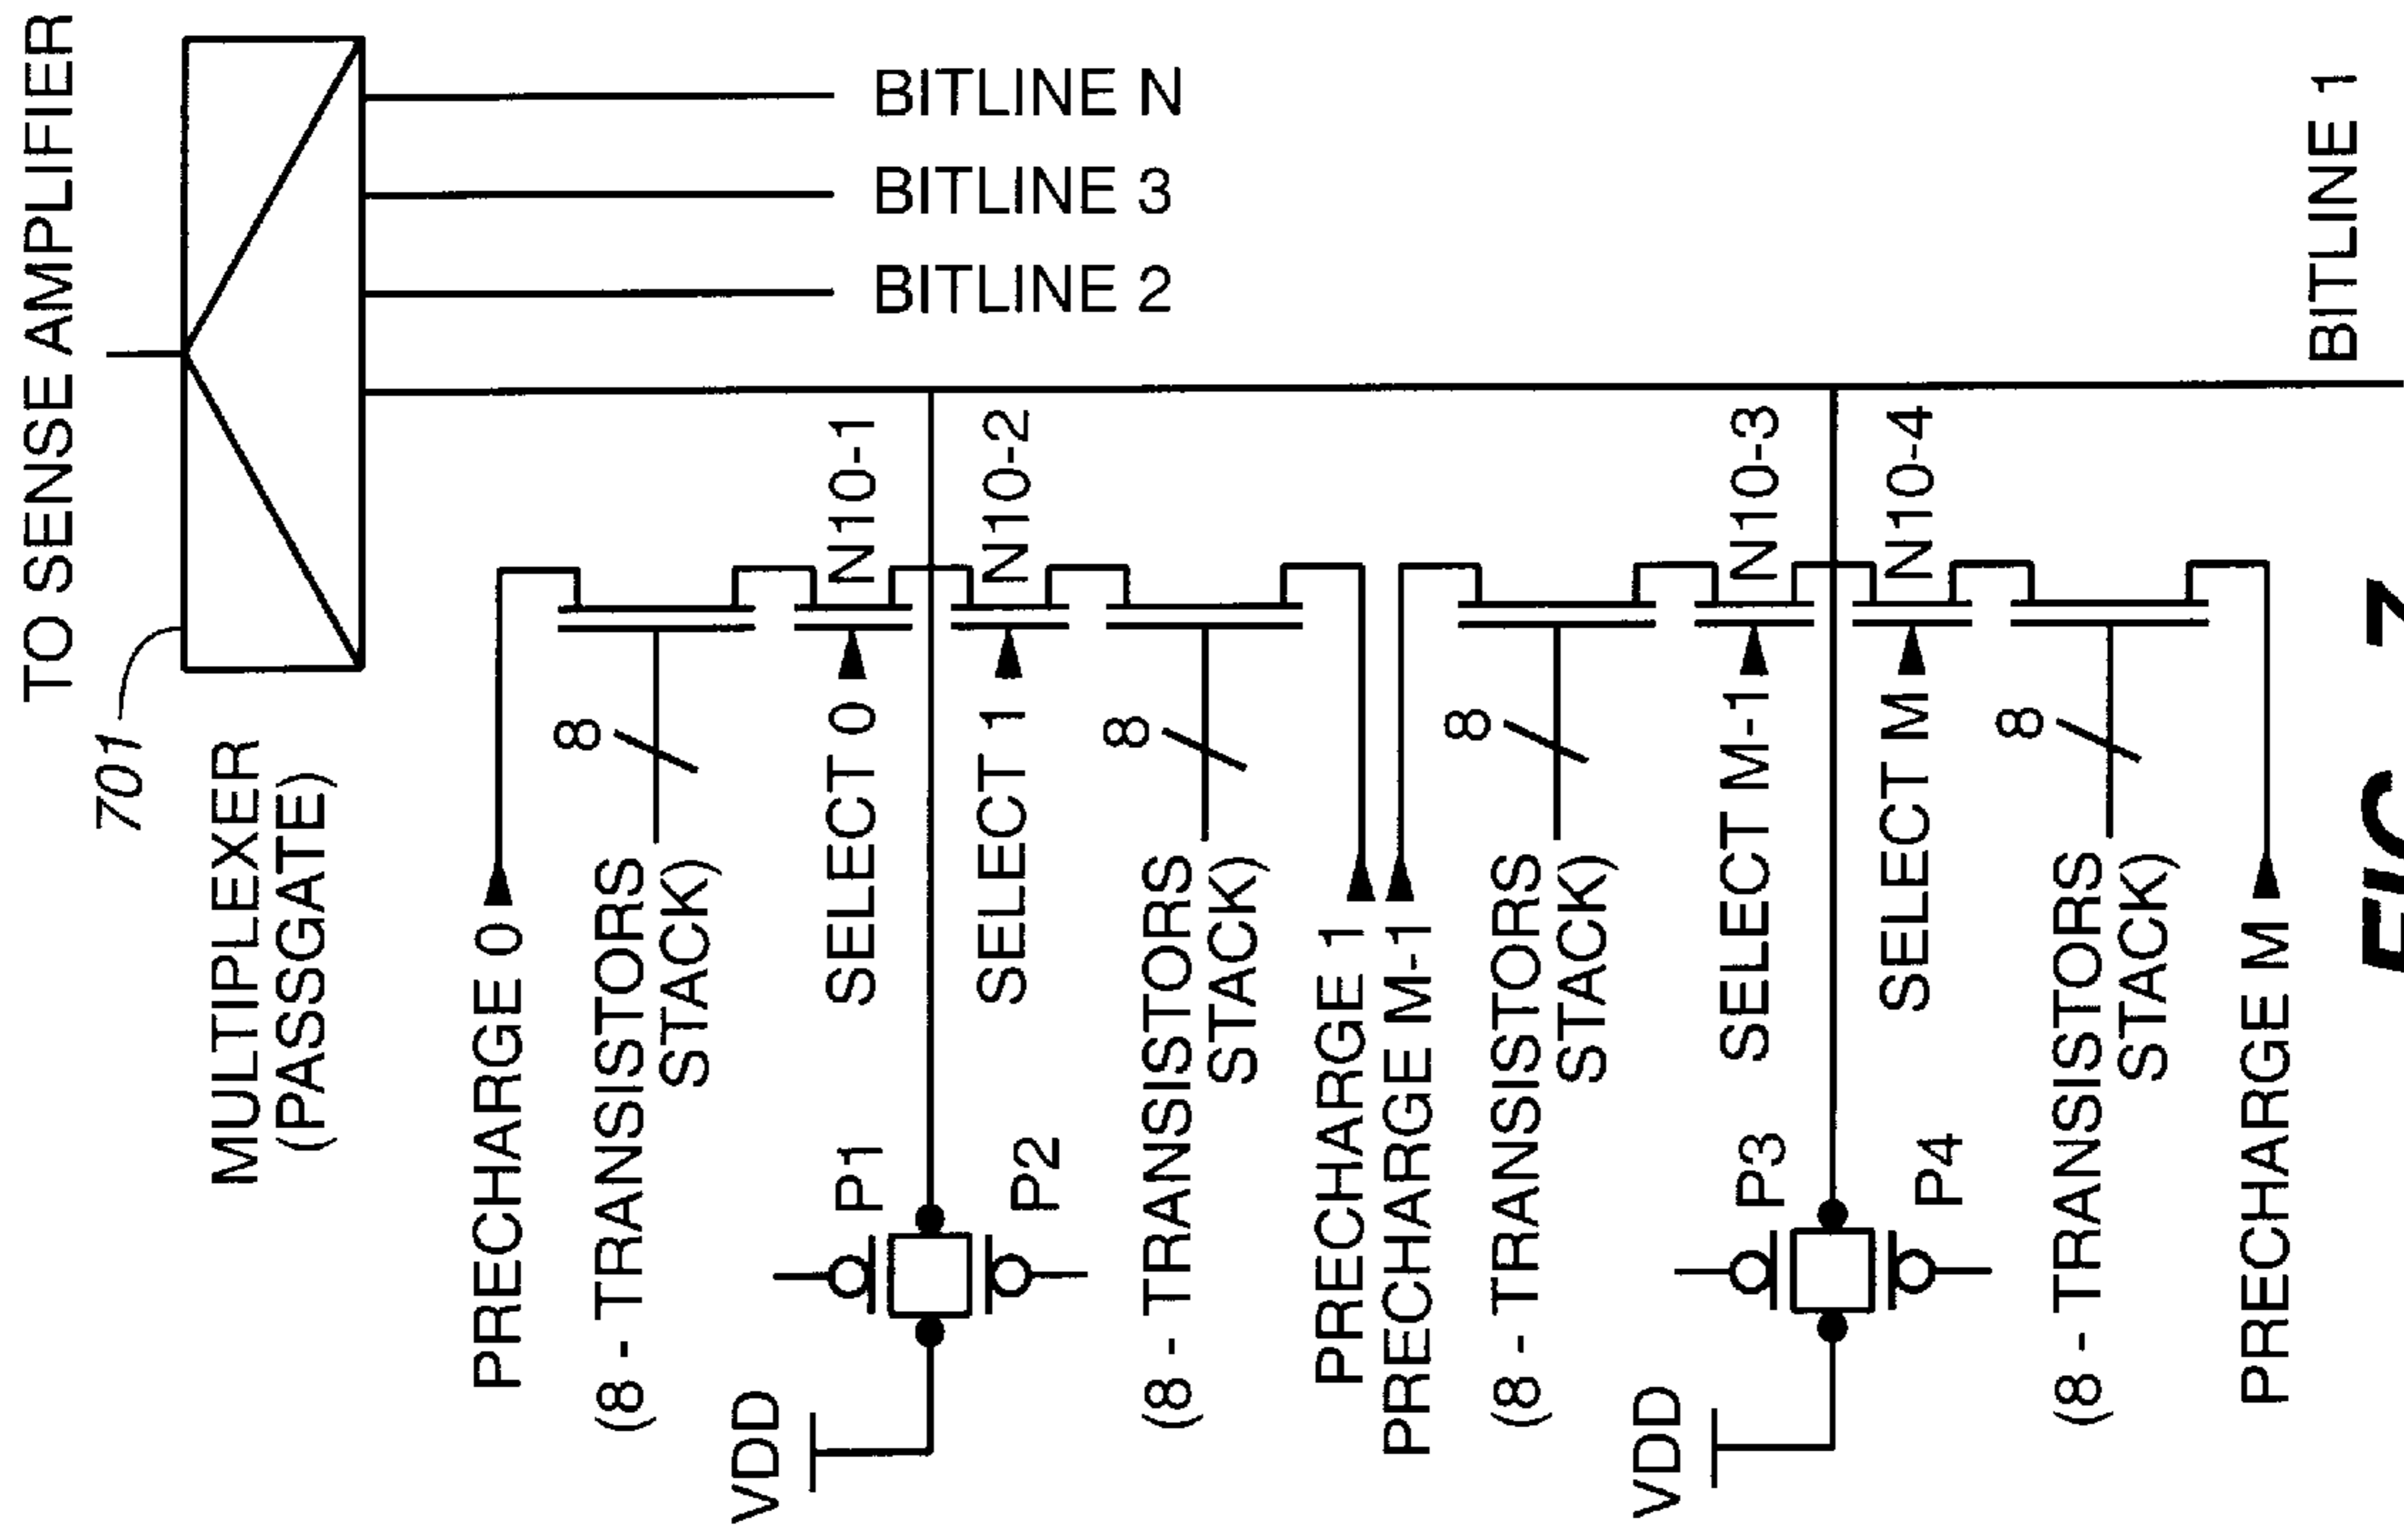 TO SENSE AMPLIFIER
701
MULTIPLEXER
(PASSGATE)
BITLINE N
BITLINE 3
BITLINE 2
BITLINE 1
PRECHARGE 0
8
(8 - TRANSISTORS
STACK)
N10-1
SELECT 0
N10-2
SELECT 1
P1
P2
VDD
8
(8 - TRANSISTORS
STACK)
PRECHARGE 1
PRECHARGE M-1
8
(8 - TRANSISTORS
STACK)
N10-3
SELECT M-1
N10-4
SELECT M
P3
P4
VDD
8
(8 - TRANSISTORS
STACK)
PRECHARGE M